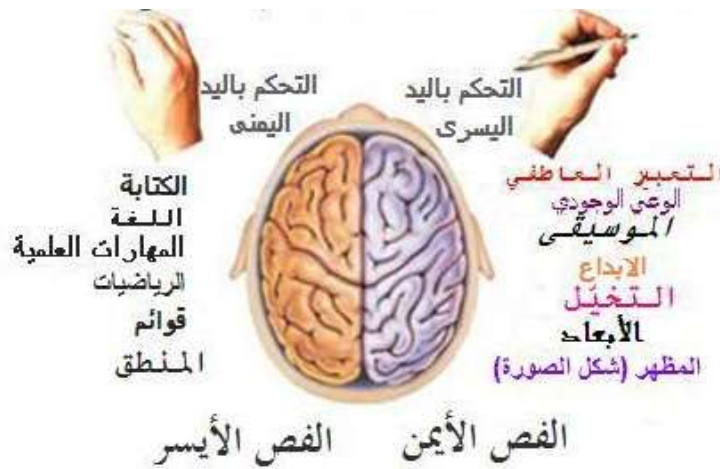 التحكم باليد
اليسرى
التعبير العاطفي
الوعى الوجودي
الموسيقى
الابداع
التخيّل
الأبعاد
المظهر (شكل الصورة)
الفص الأيمن
التحكم باليد
اليمنى
الكتابة
اللغة
المهارات العلمية
الرياضيات
قوائم
المنطق
الفص الأيسر